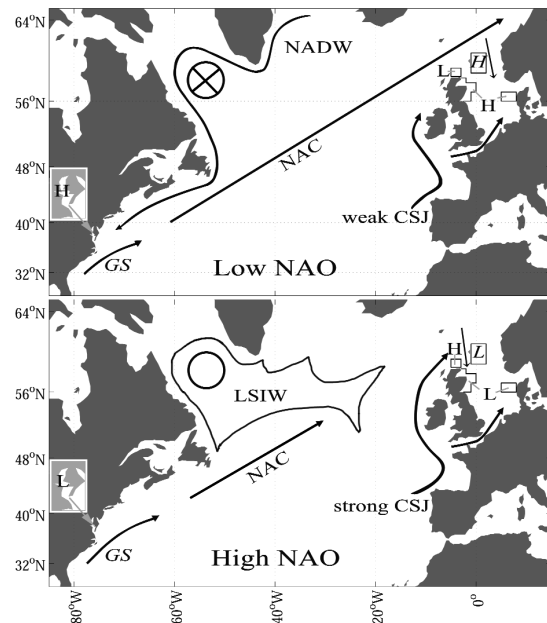 64°N
NADW
L
H
56°N
H
NAC
48°N
H
weak CSJ
40°N
GS
Low NAO
32°N
64°N
H
L
LSIW
56°N
L
NAC
48°N
L
strong CSJ
40°N
GS
High NAO
32°N
80°W
60°W
40°W
20°W
0°